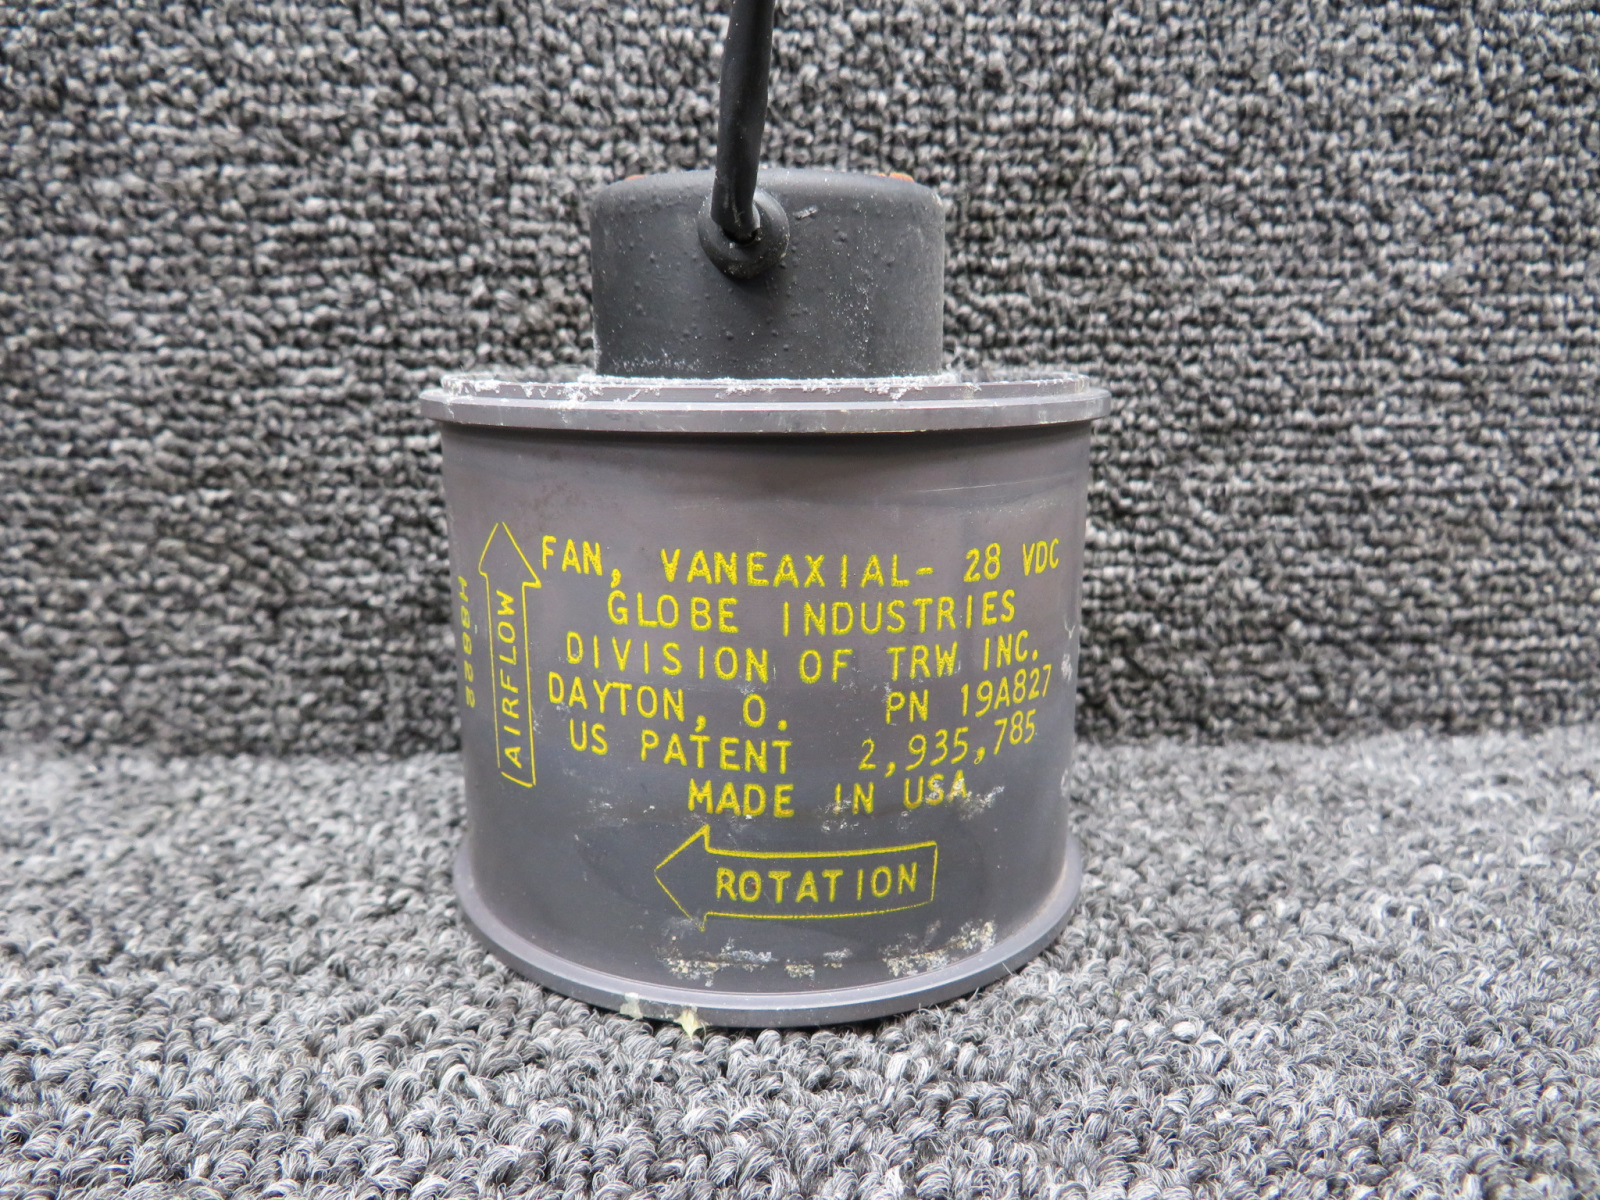 FAN, VANEAXIAL- 28 VDC
GLOBE INDUSTRIES
DIVISION OF TRW INC.
DAYTON, O. PN 19A827
US PATENT 2,935,785
MADE IN USA
ROTATION
AIRFLOW